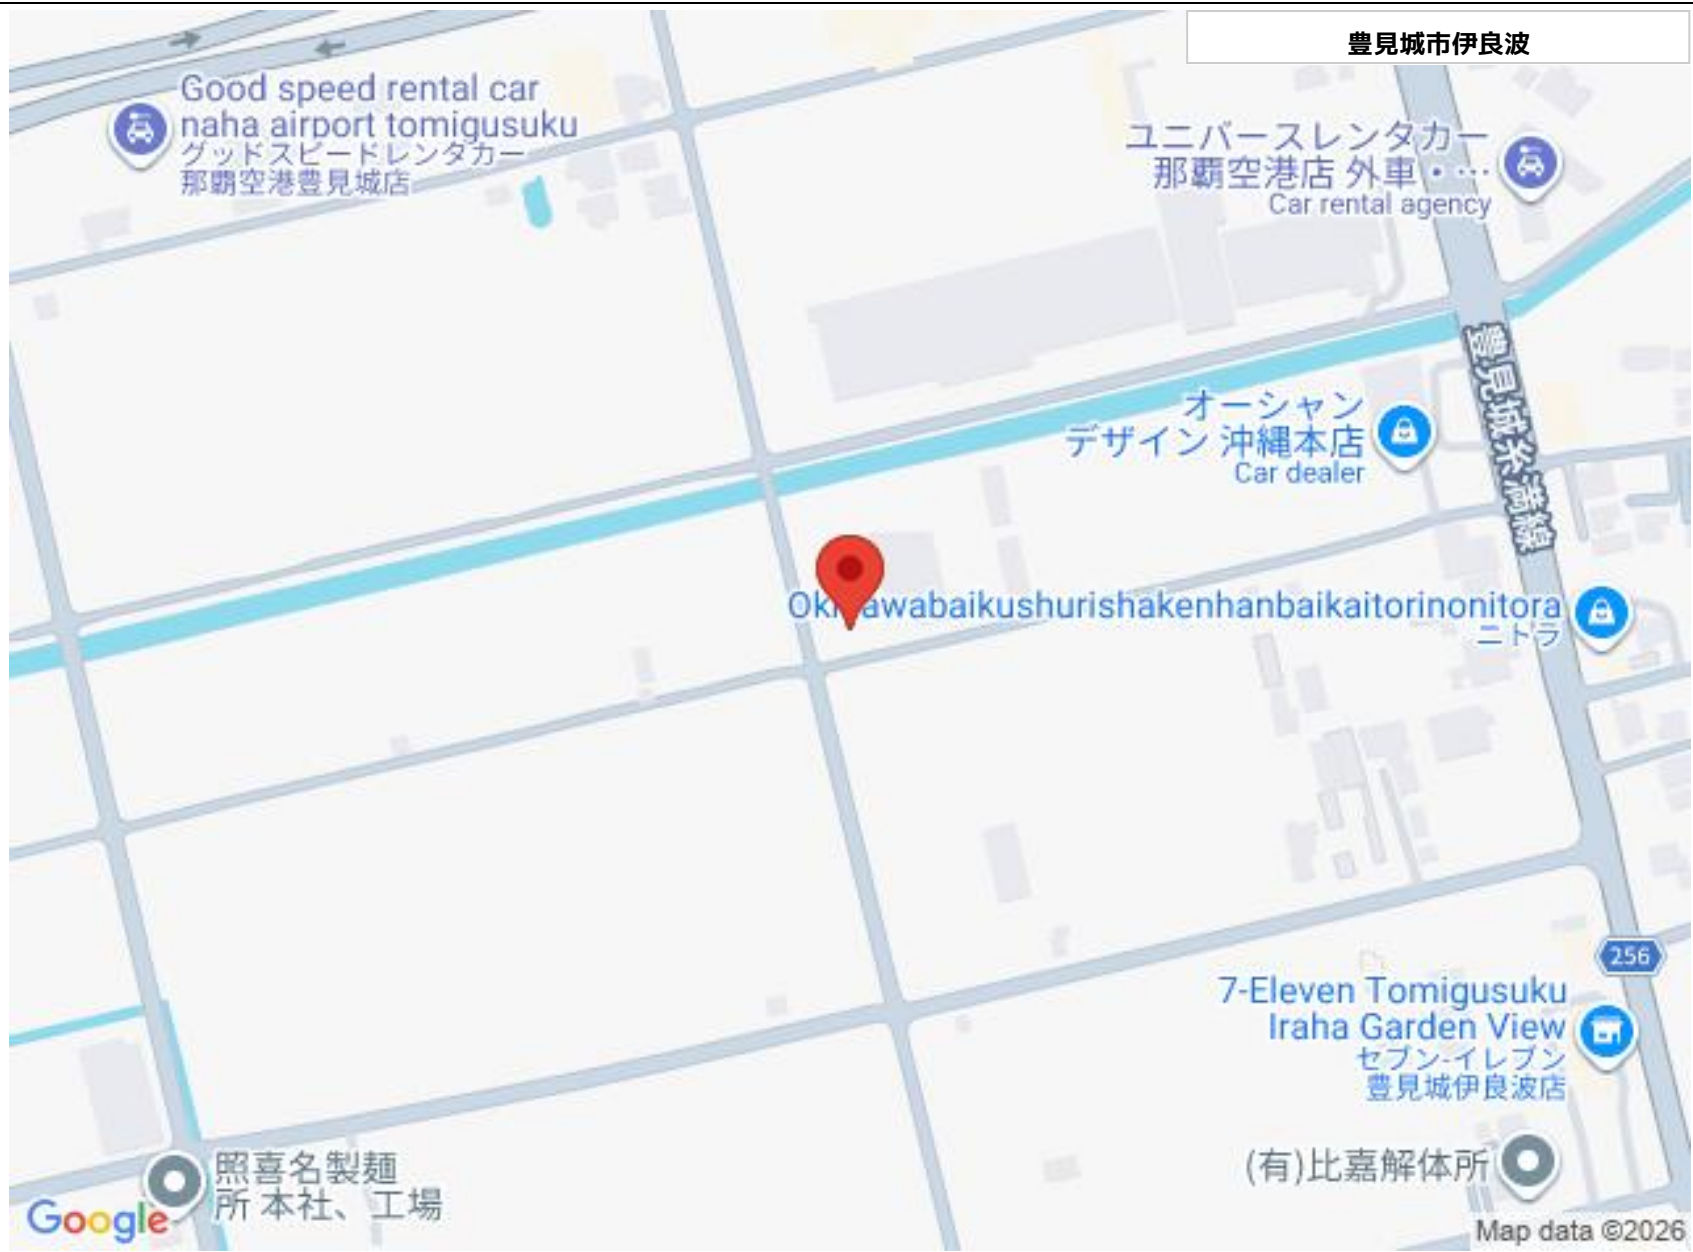 豊見城市伊良波
Good speed rental car
naha airport tomigusuku
グッドスピードレンタカー
那覇空港豊見城店
ユニバースレンタカー
那覇空港店 外車・…
Car rental agency
豊見城糸満線
オーシャン
デザイン 沖縄本店
Car dealer
Okinawabaikushurishakenhanbaikaitorinonitora
ニトラ
256
7-Eleven Tomigusuku
Iraha Garden View
セブン-イレブン
豊見城伊良波店
照喜名製麺
所 本社、工場
(有)比嘉解体所
Google
Map data ©2026